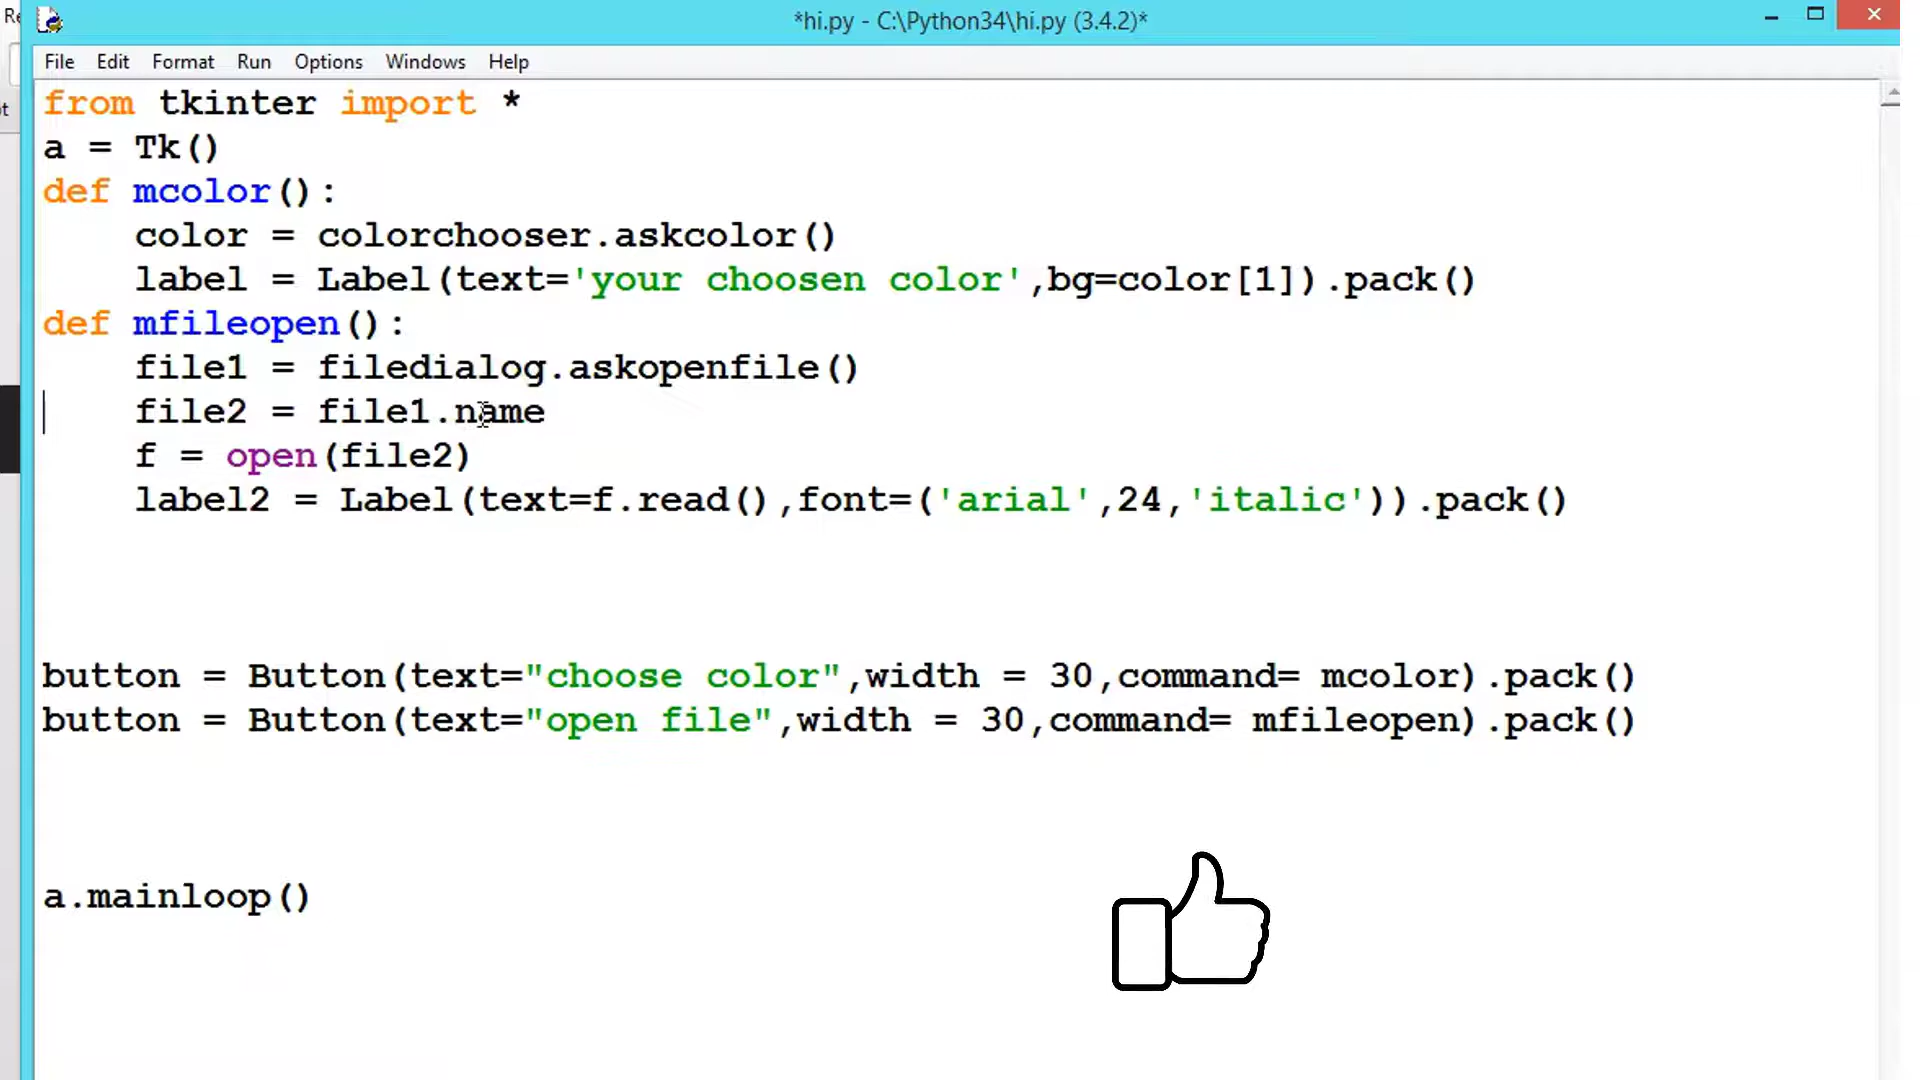 *hi.py - C:\Python34\hi.py (3.4.2)*
File Edit Format Run Options Windows Help
from tkinter import *
a = Tk()
def mcolor():
    color = colorchooser.askcolor()
    label = Label(text='your choosen color',bg=color[1]).pack()
def mfileopen():
    file1 = filedialog.askopenfile()
    file2 = file1.name
    f = open(file2)
    label2 = Label(text=f.read(),font=('arial',24,'italic')).pack()
button = Button(text="choose color",width = 30,command= mcolor).pack()
button = Button(text="open file",width = 30,command= mfileopen).pack()
a.mainloop()